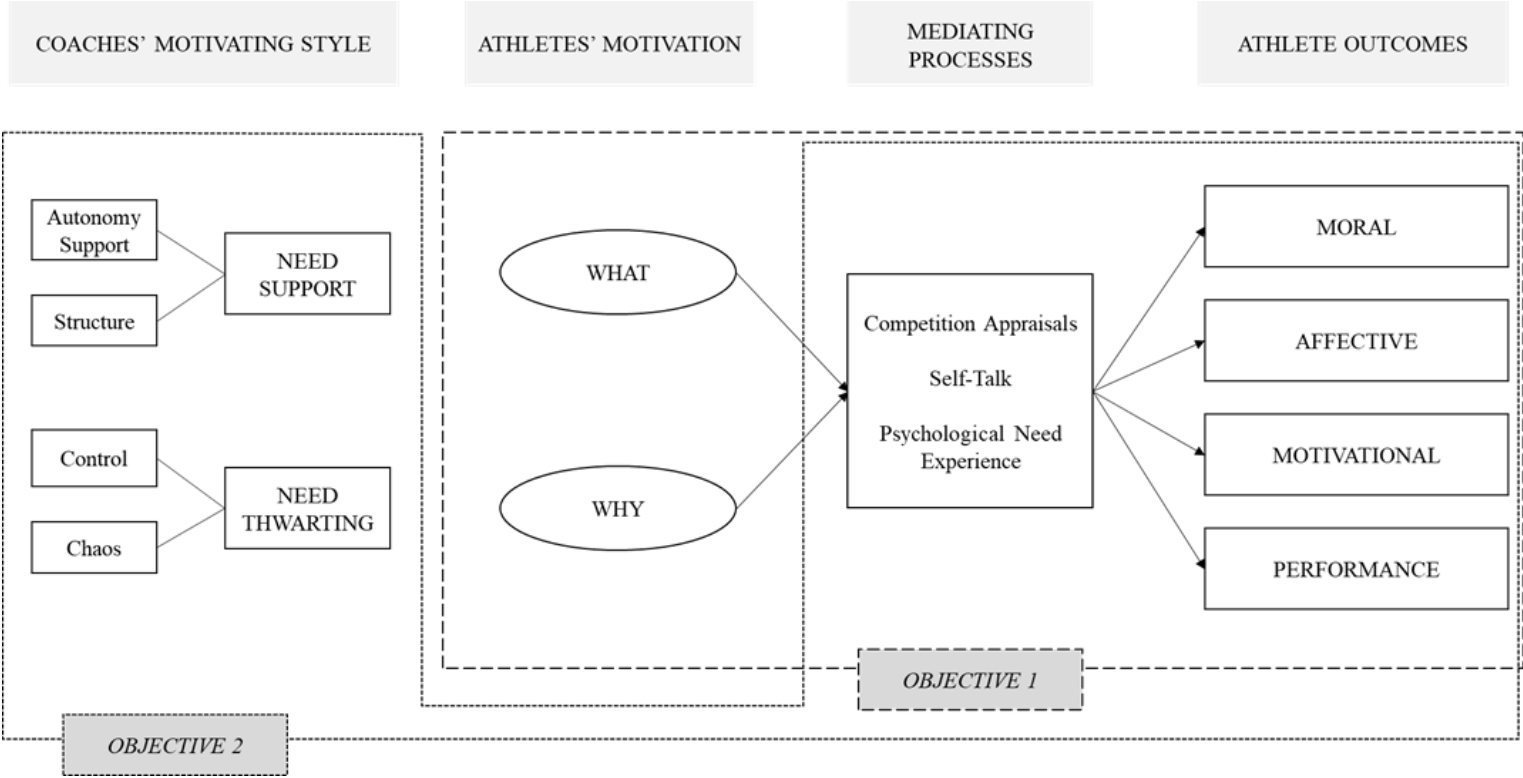 COACHES' MOTIVATING STYLE
ATHLETES' MOTIVATION
MEDIATING
PROCESSES
ATHLETE OUTCOMES
Autonomy
Support
Structure
NEED
SUPPORT
Control
Chaos
NEED
THWARTING
WHAT
WHY
Competition Appraisals
Self-Talk
Psychological Need
Experience
MORAL
AFFECTIVE
MOTIVATIONAL
PERFORMANCE
OBJECTIVE 1
OBJECTIVE 2